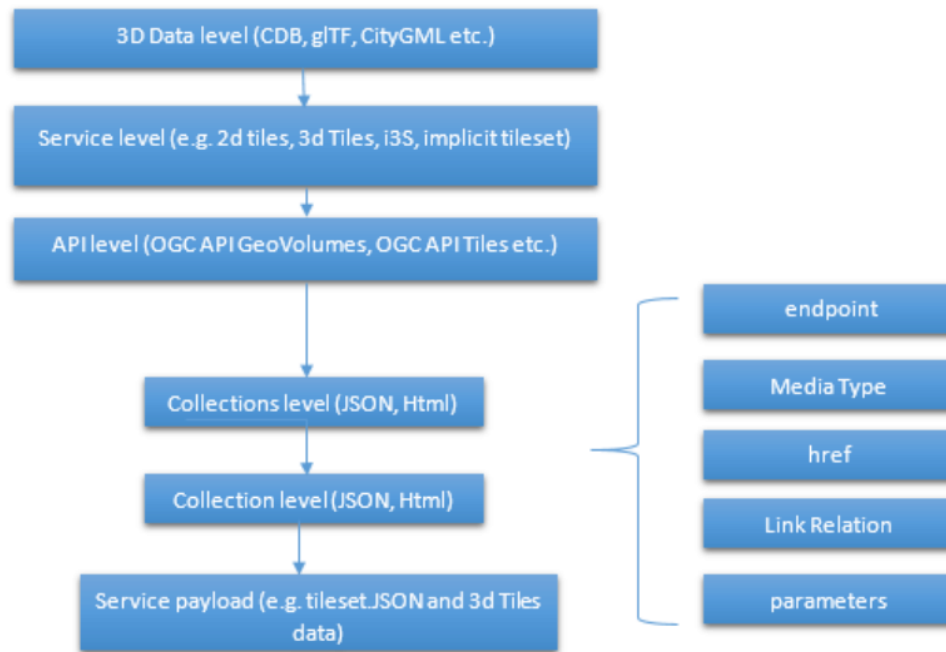 3D Data level (CDB, glTF, CityGML etc.)
Service level (e.g. 2d tiles, 3d Tiles, i3S, implicit tileset)
API level (OGC API GeoVolumes, OGC API Tiles etc.)
Collections level (JSON, Html)
Collection level (JSON, Html)
Service payload (e.g. tileset.JSON and 3d Tiles
data)
endpoint
Media Type
href
Link Relation
parameters